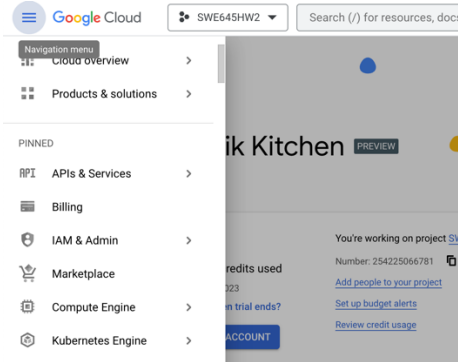 Google Cloud
SWE645HW2
Search (/) for resources, docs
Navigation menu
Cloud overview
Products & solutions
PINNED
API APIs & Services
Billing
IAM & Admin
Marketplace
Compute Engine
Kubernetes Engine
ik Kitchen PREVIEW
You're working on project SW
Number: 254225066781
Add people to your project
Set up budget alerts
Review credit usage
redits used
023
n trial ends?
ACCOUNT